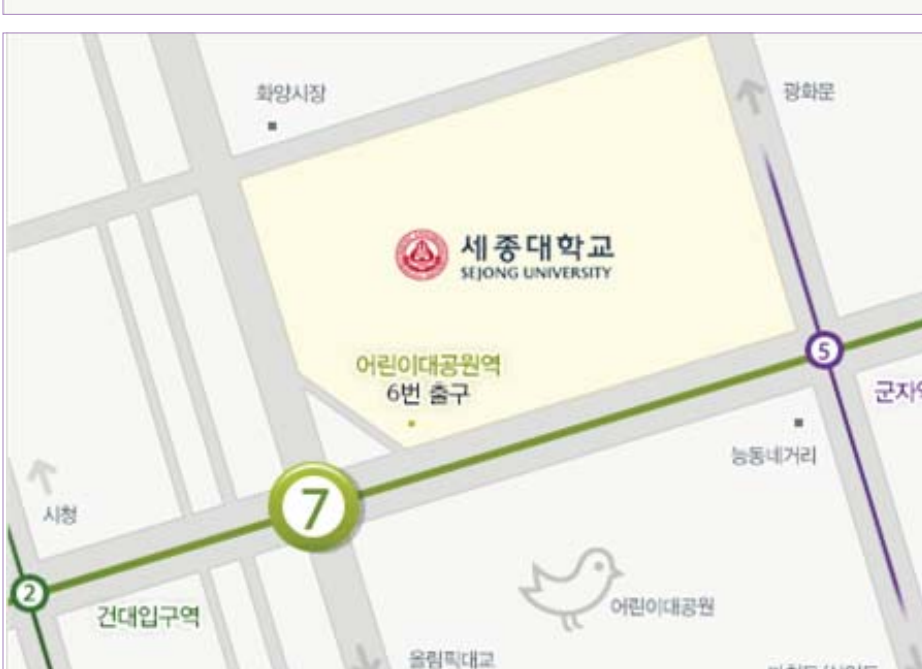 화양시장
광화문
세종대학교
SEJONG UNIVERSITY
5
어린이대공원역
6번 출구
능동네거리
7
시청
2
건대입구역
어린이대공원
올림픽대교